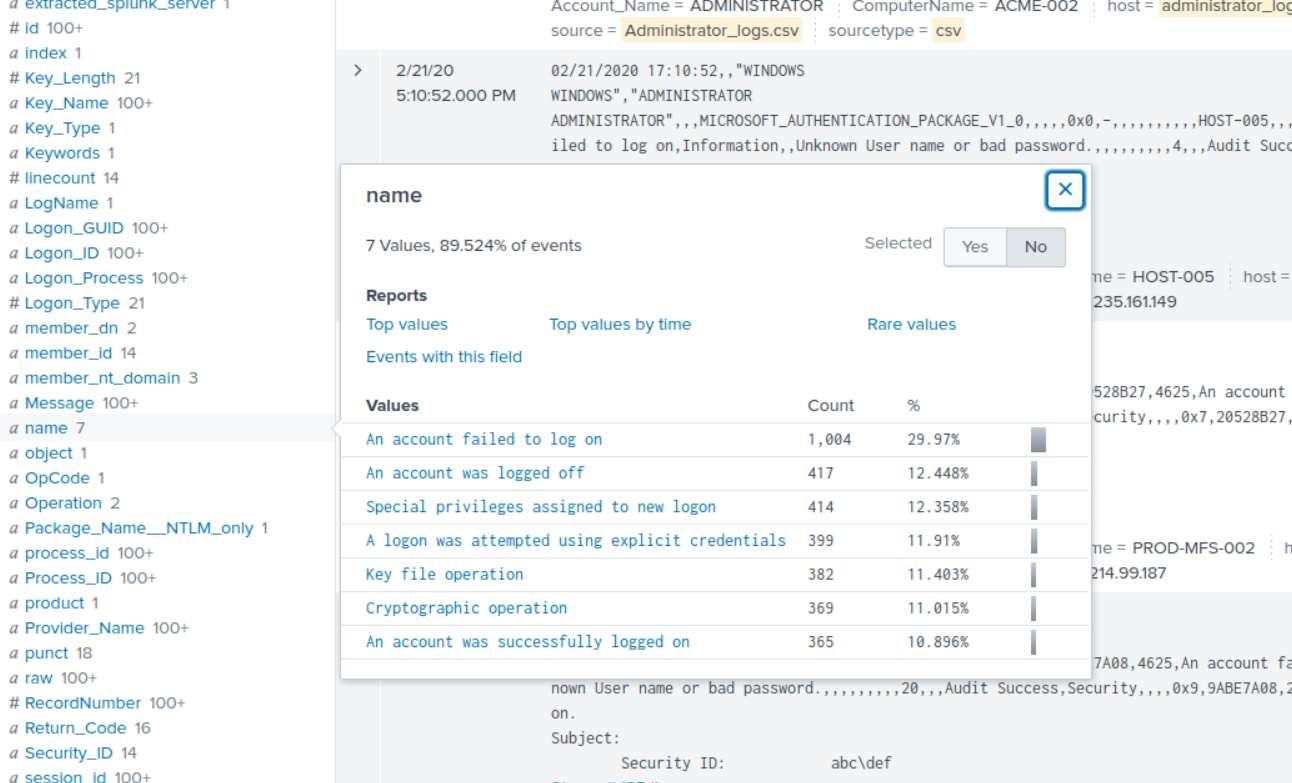 a extracted_splunk_server 1
# id 100+
a index 1
# Key_Length 21
a Key_Name 100+
a Key_Type 1
a Keywords 1
# linecount 14
a LogName 1
a Logon_GUID 100+
a Logon_ID 100+
a Logon_Process 100+
# Logon_Type 21
a member_dn 2
a member_id 14
a member_nt_domain 3
a Message 100+
a name 7
a object 1
a OpCode 1
a Operation 2
a Package_Name__NTLM_only 1
a process_id 100+
a Process_ID 100+
a product 1
a Provider_Name 100+
a punct 18
a raw 100+
# RecordNumber 100+
a Return_Code 16
a Security_ID 14
a session_id 100+
Account_Name = ADMINISTRATOR ComputerName = ACME-002 host = administrator_log
source = Administrator_logs.csv sourcetype = csv
> 2/21/20
5:10:52.000 PM
02/21/2020 17:10:52,,"WINDOWS
WINDOWS","ADMINISTRATOR
ADMINISTRATOR",,,MICROSOFT_AUTHENTICATION_PACKAGE_V1_0,,,,,0x0,-,,,,,,,,,,HOST-005,,,
iled to log on,Information,,Unknown User name or bad password.,,,,,,,,,4,,,Audit Succ
name
7 Values, 89.524% of events
Selected Yes No
Reports
Top values Top values by time Rare values
Events with this field
Values Count %
An account failed to log on 1,004 29.97%
An account was logged off 417 12.448%
Special privileges assigned to new logon 414 12.358%
A logon was attempted using explicit credentials 399 11.91%
Key file operation 382 11.403%
Cryptographic operation 369 11.015%
An account was successfully logged on 365 10.896%
me = HOST-005 host =
235.161.149
528B27,4625,An account
curity,,,,0x7,20528B27,
me = PROD-MFS-002 h
214.99.187
7A08,4625,An account fa
nown User name or bad password.,,,,,,,,,20,,,Audit Success,Security,,,,0x9,9ABE7A08,2
on.
Subject:
Security ID: abc\def